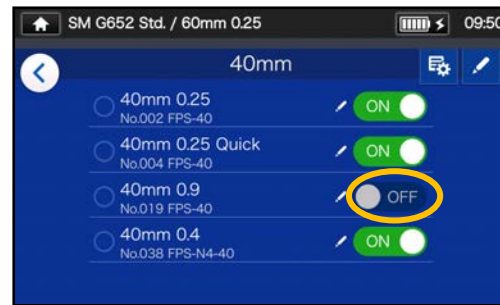 SM G652 Std. / 60mm 0.25
09:50
40mm
40mm 0.25
No.002 FPS-40
ON
40mm 0.25 Quick
No.004 FPS-40
ON
40mm 0.9
No.019 FPS-40
OFF
40mm 0.4
No.038 FPS-N4-40
ON